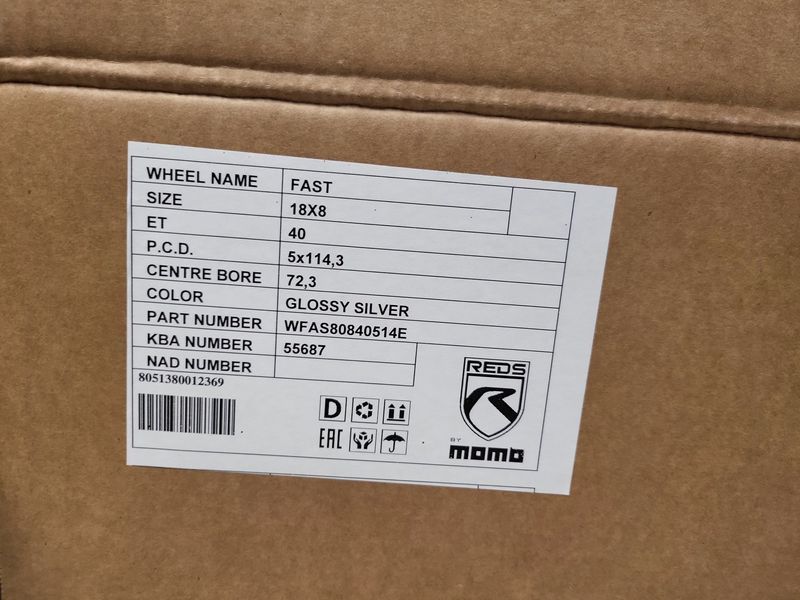 WHEEL NAME FAST
SIZE 18X8
ET 40
P.C.D. 5x114,3
CENTRE BORE 72,3
COLOR GLOSSY SILVER
PART NUMBER WFAS80840514E
KBA NUMBER 55687
NAD NUMBER
8051380012369
D
EAC
REDS
R
BY
momo